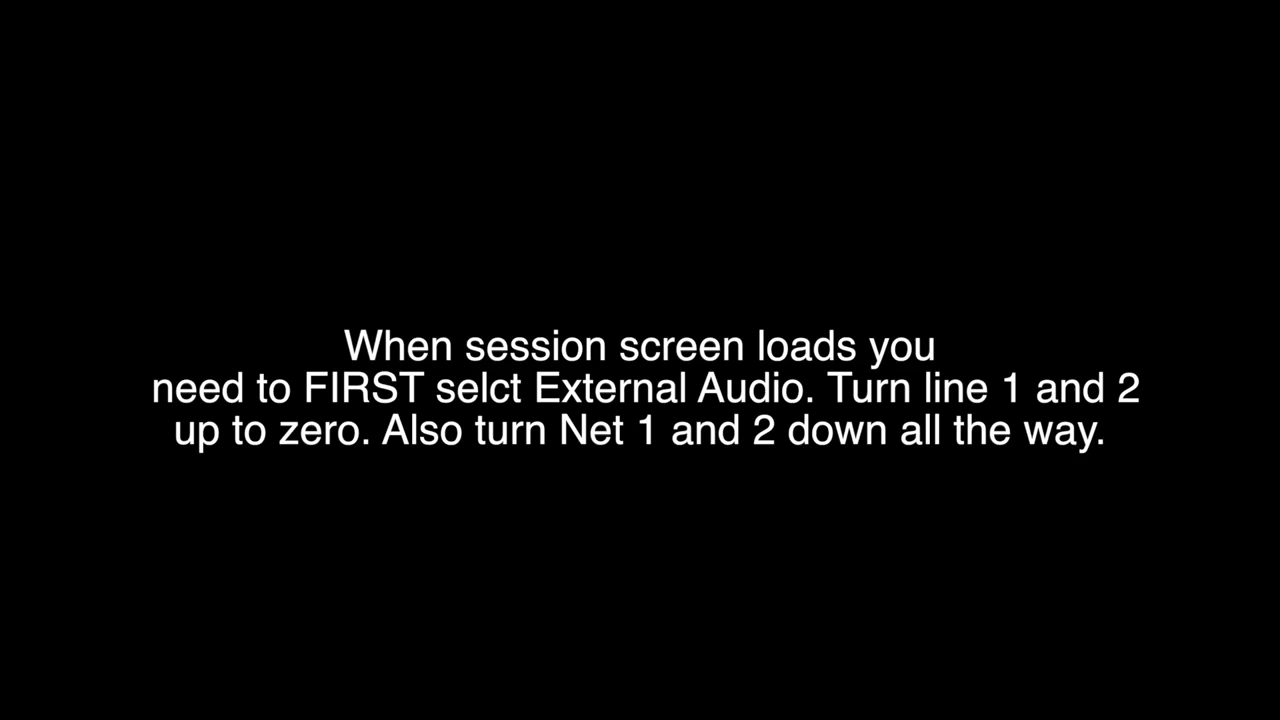 When session screen loads you
need to FIRST selct External Audio. Turn line 1 and 2
up to zero. Also turn Net 1 and 2 down all the way.